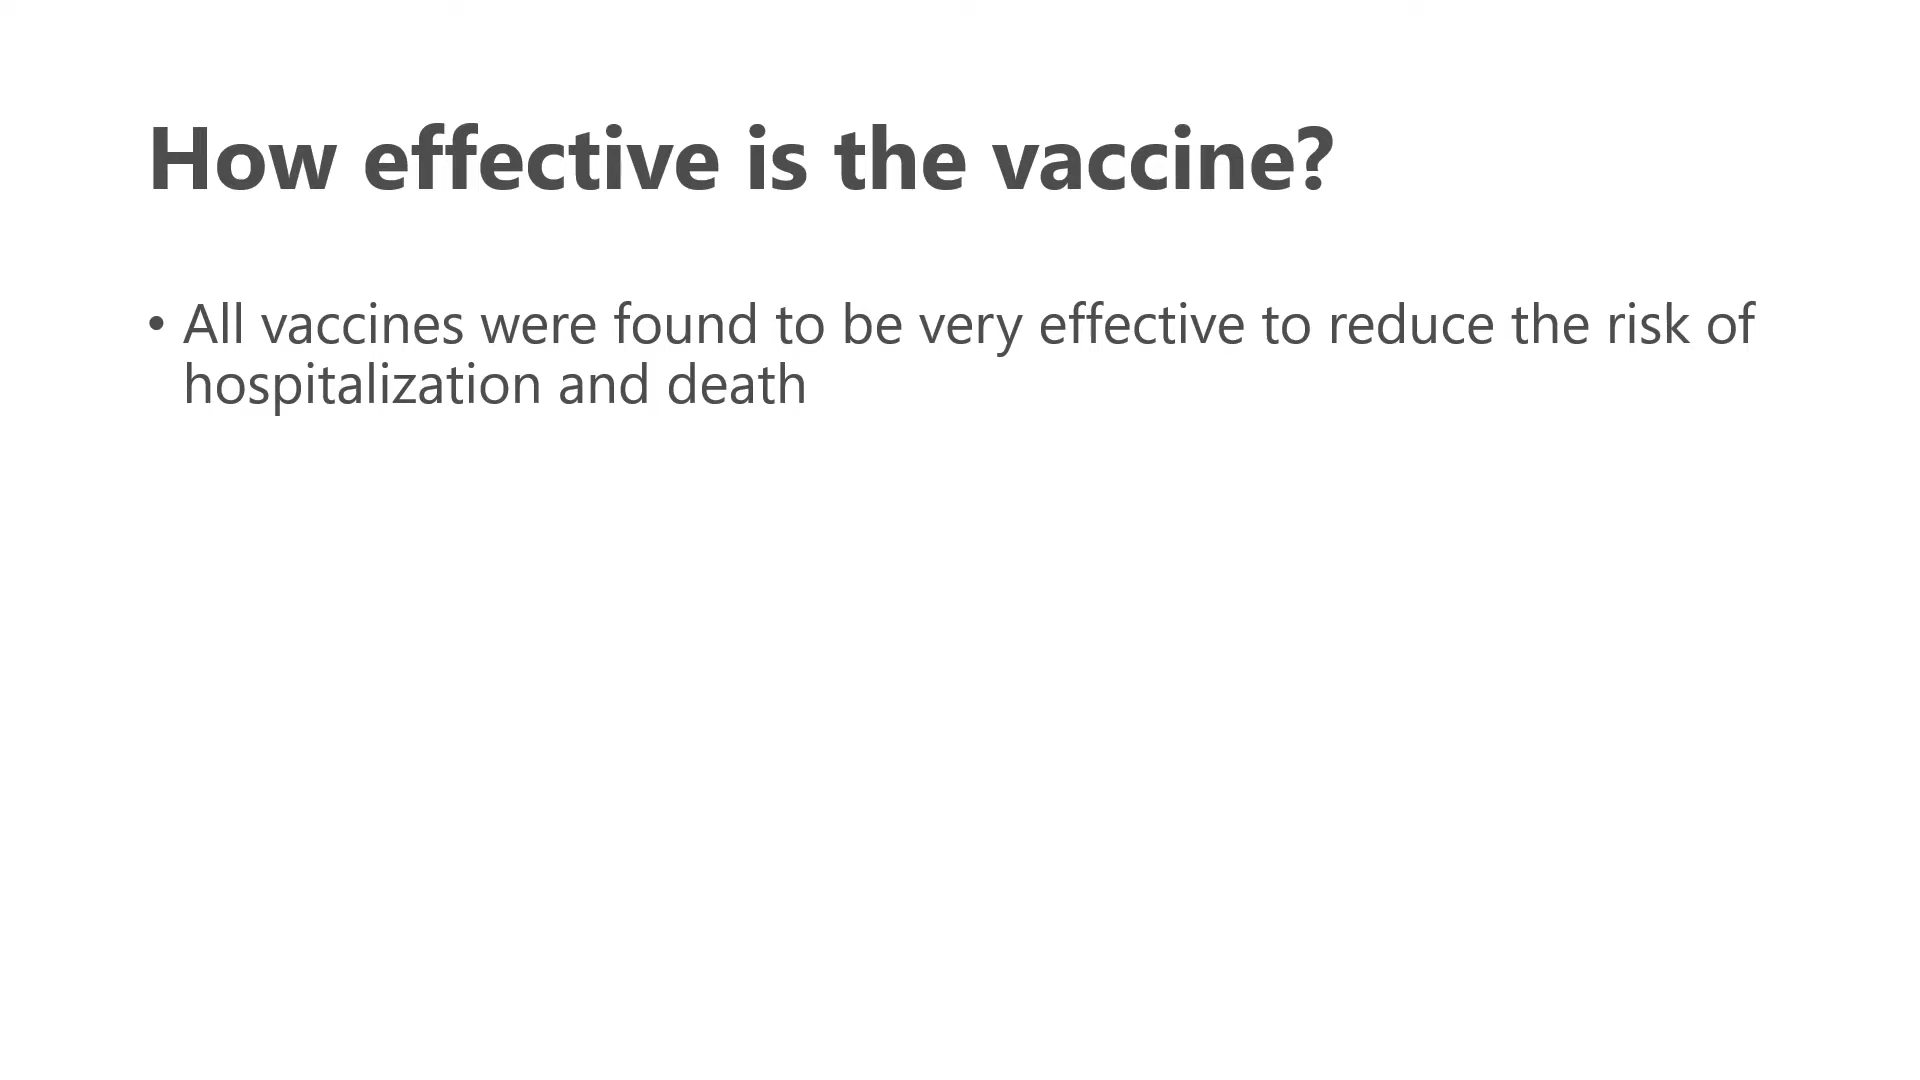 How effective is the vaccine?
• All vaccines were found to be very effective to reduce the risk of
hospitalization and death